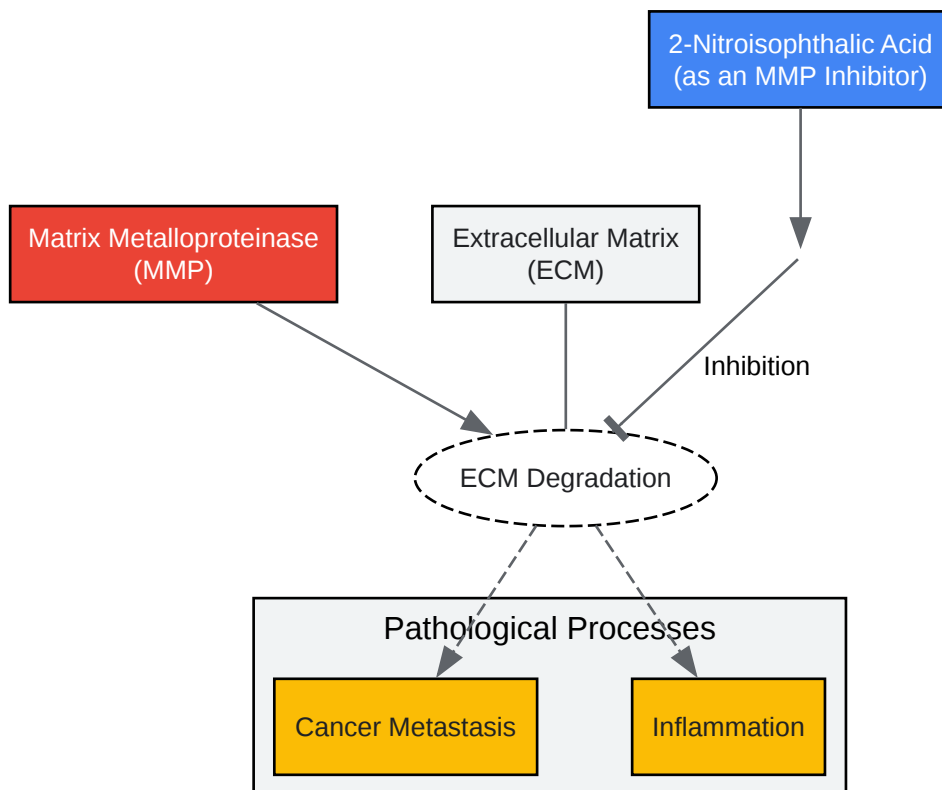 2-Nitroisophthalic Acid
(as an MMP Inhibitor)
Matrix Metalloproteinase
(MMP)
Extracellular Matrix
(ECM)
Inhibition
ECM Degradation
Pathological Processes
Cancer Metastasis
Inflammation